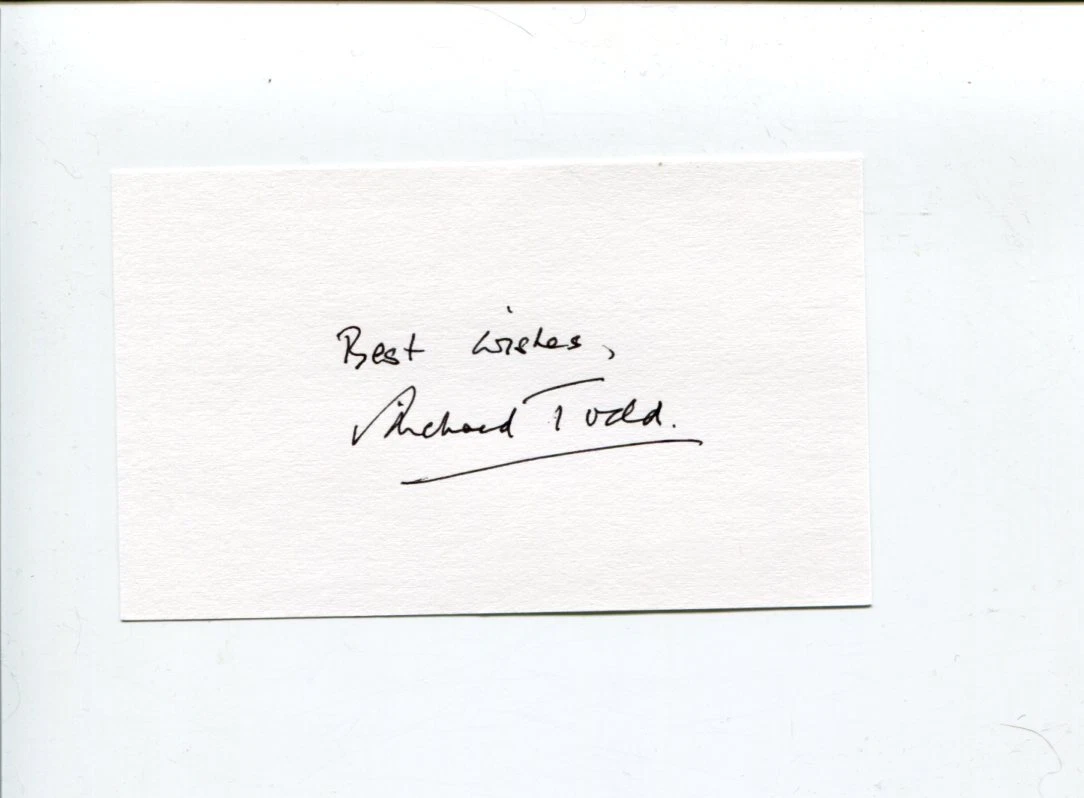 Best wishes,
Richard Todd.